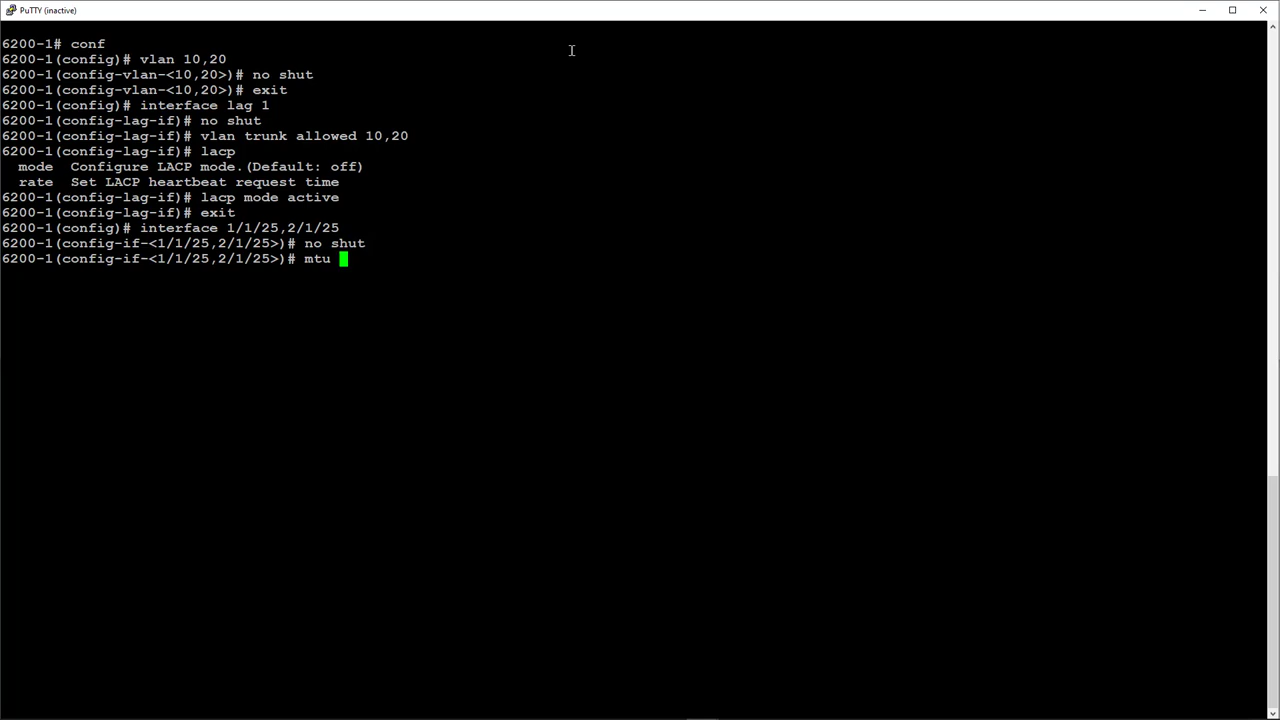 PuTTY (inactive)
6200-1# conf
6200-1(config)# vlan 10,20
6200-1(config-vlan-<10,20>)# no shut
6200-1(config-vlan-<10,20>)# exit
6200-1(config)# interface lag 1
6200-1(config-lag-if)# no shut
6200-1(config-lag-if)# vlan trunk allowed 10,20
6200-1(config-lag-if)# lacp
  mode  Configure LACP mode.(Default: off)
  rate  Set LACP heartbeat request time
6200-1(config-lag-if)# lacp mode active
6200-1(config-lag-if)# exit
6200-1(config)# interface 1/1/25,2/1/25
6200-1(config-if-<1/1/25,2/1/25>)# no shut
6200-1(config-if-<1/1/25,2/1/25>)# mtu